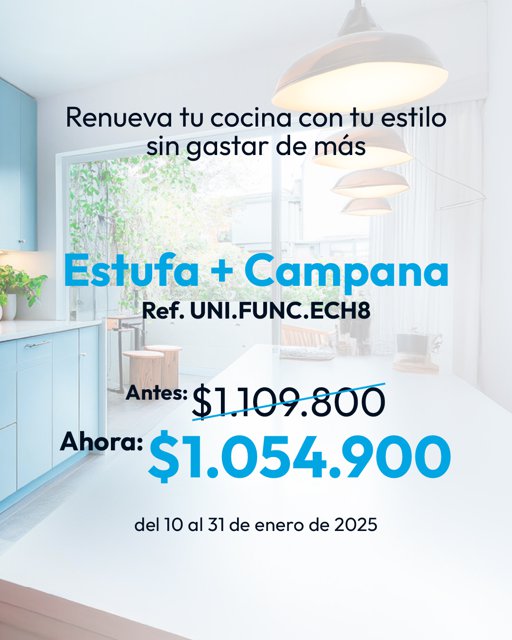 Renueva tu cocina con tu estilo
sin gastar de más
Estufa + Campana
Ref. UNI.FUNC.ECH8
Antes: $1.109.800
Ahora: $1.054.900
del 10 al 31 de enero de 2025